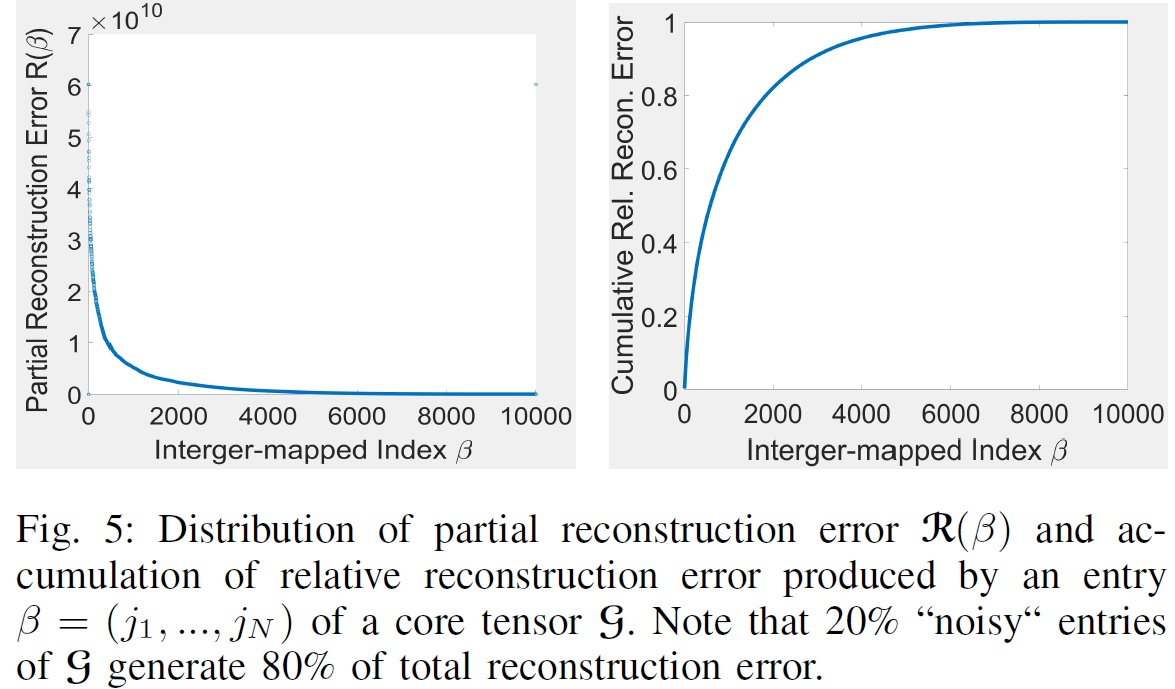 ×10^10
7
6
5
4
3
2
1
0
Partial Reconstruction Error R(β)
0 2000 4000 6000 8000 10000
Interger-mapped Index β
1
0.8
0.6
0.4
0.2
0
Cumulative Rel. Recon. Error
0 2000 4000 6000 8000 10000
Interger-mapped Index β
Fig. 5: Distribution of partial reconstruction error 𝕽(β) and ac-
cumulation of relative reconstruction error produced by an entry
β = (j₁, ..., j_N) of a core tensor 𝓖. Note that 20% “noisy“ entries
of 𝓖 generate 80% of total reconstruction error.